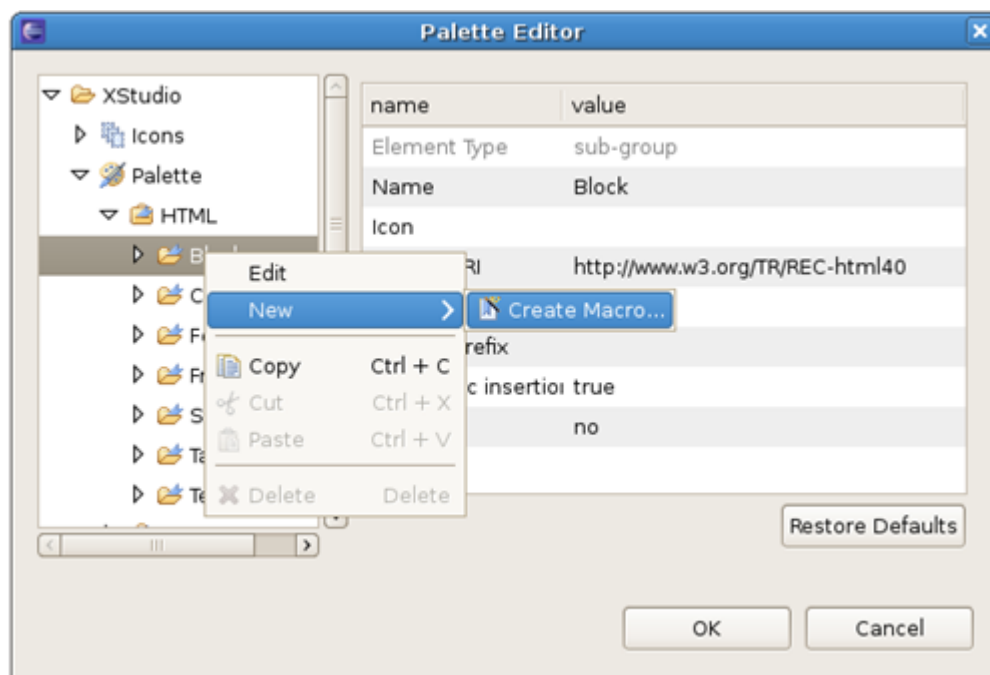 Palette Editor
XStudio
Icons
Palette
HTML
name value
Element Type sub-group
Name Block
Icon
RI http://www.w3.org/TR/REC-html40
refix
c insertion true
no
Edit
New
Create Macro...
Copy Ctrl + C
Cut Ctrl + X
Paste Ctrl + V
Delete Delete
Restore Defaults
OK Cancel